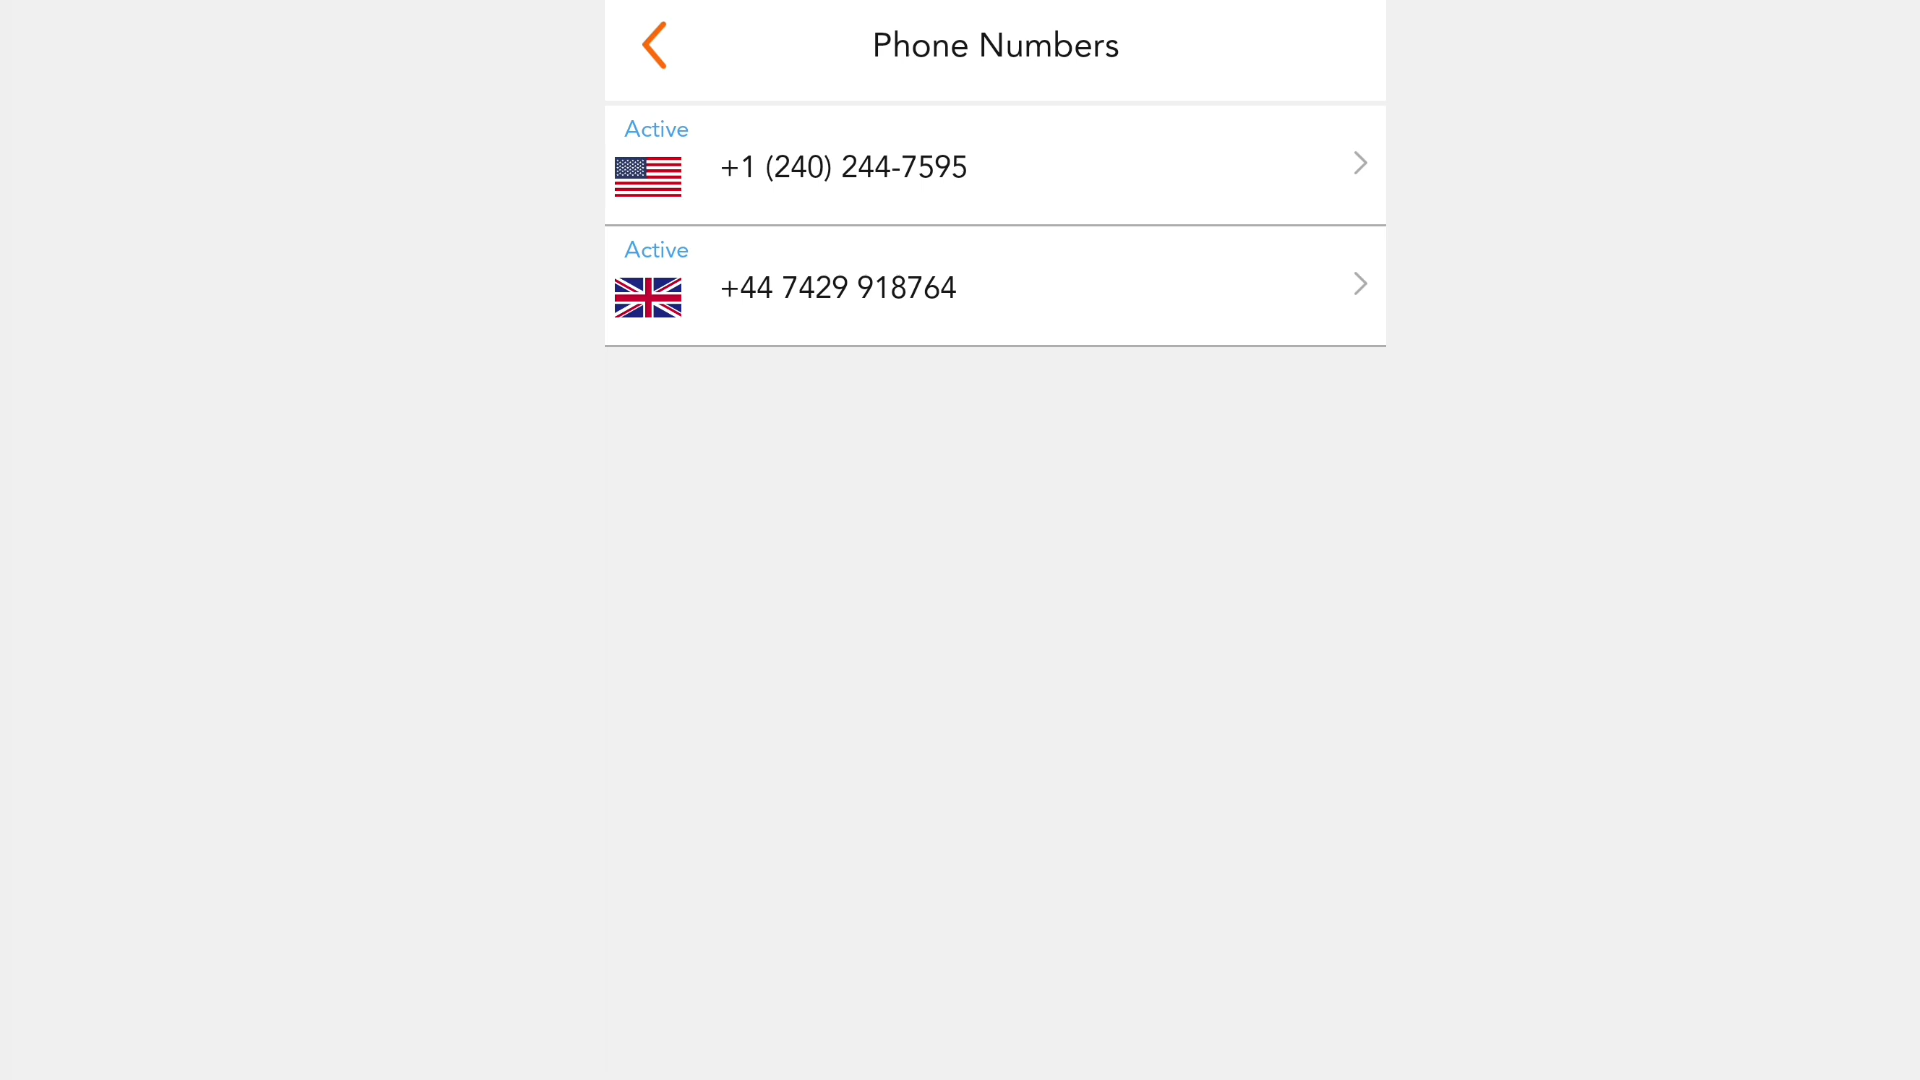 Phone Numbers
Active
+1 (240) 244-7595
Active
+44 7429 918764